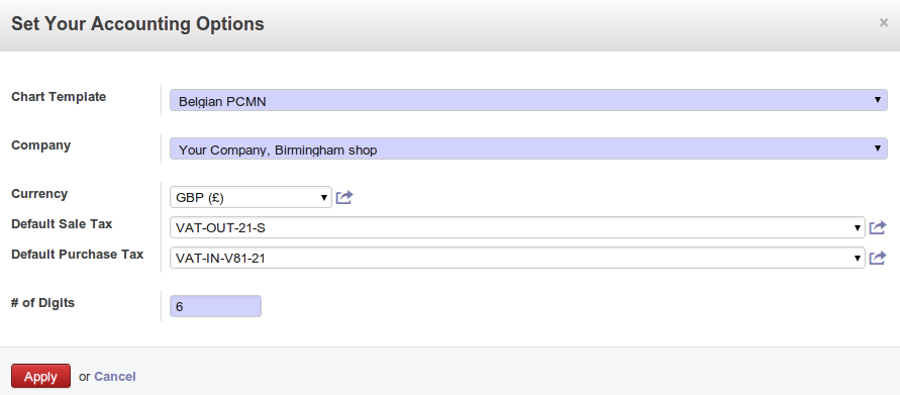 Set Your Accounting Options ×
Chart Template Belgian PCMN
Company Your Company, Birmingham shop
Currency GBP (£)
Default Sale Tax VAT-OUT-21-S
Default Purchase Tax VAT-IN-V81-21
# of Digits 6
Apply or Cancel